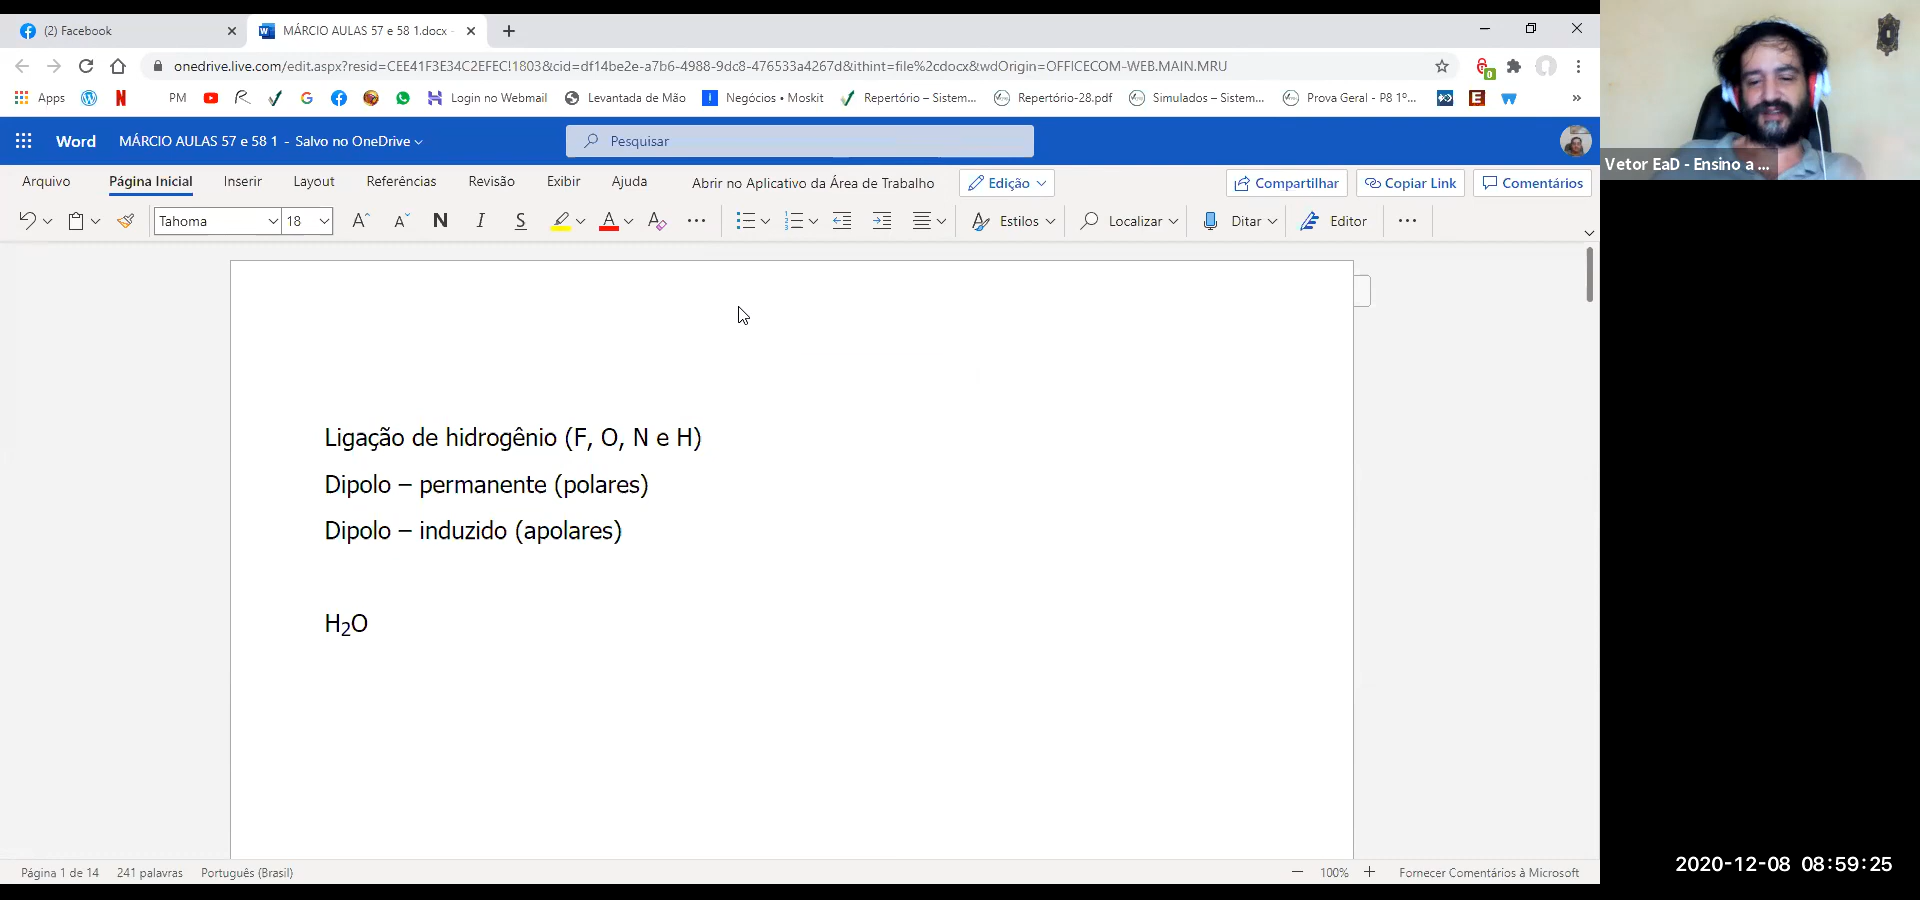 (2) Facebook
MÁRCIO AULAS 57 e 58 1.docx -
onedrive.live.com/edit.aspx?resid=CEE41F3E34C2EFEC!1803&cid=df14be2e-a7b6-4988-9dc8-476533a4267d&ithint=file%2cdocx&wdOrigin=OFFICECOM-WEB.MAIN.MRU
0
Apps PM Login no Webmail Levantada de Mão Negócios • Moskit Repertório – Sistem... Repertório-28.pdf Simulados – Sistem... Prova Geral - P8 1º... »
Word MÁRCIO AULAS 57 e 58 1 - Salvo no OneDrive Pesquisar
Vetor EaD - Ensino a ...
Arquivo Página Inicial Inserir Layout Referências Revisão Exibir Ajuda Abrir no Aplicativo da Área de Trabalho Edição Compartilhar Copiar Link Comentários
Tahoma 18 A A N I S A A ... Estilos Localizar Ditar Editor ...
Ligação de hidrogênio (F, O, N e H)
Dipolo – permanente (polares)
Dipolo – induzido (apolares)
H₂O
Página 1 de 14 241 palavras Português (Brasil) — 100% + Fornecer Comentários à Microsoft
2020-12-08 08:59:25